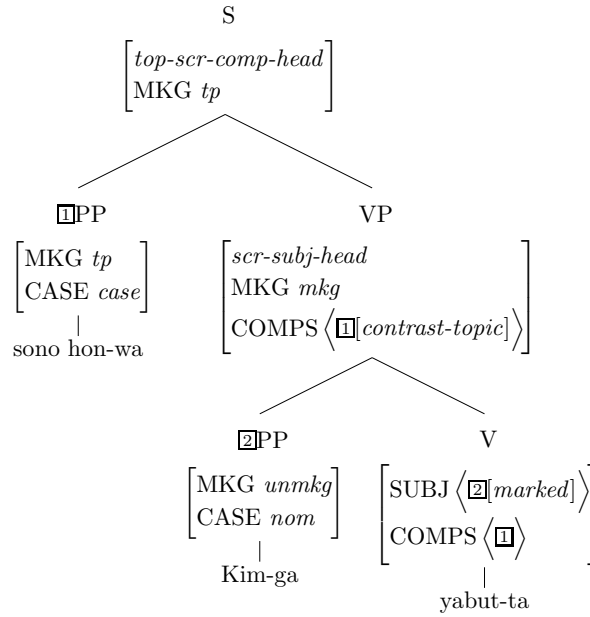 S
top-scr-comp-head
MKG tp
1PP VP
MKG tp
CASE case
sono hon-wa
scr-subj-head
MKG mkg
COMPS ⟨1[contrast-topic]⟩
2PP V
MKG unmkg
CASE nom
Kim-ga
SUBJ ⟨2[marked]⟩
COMPS ⟨1⟩
yabut-ta